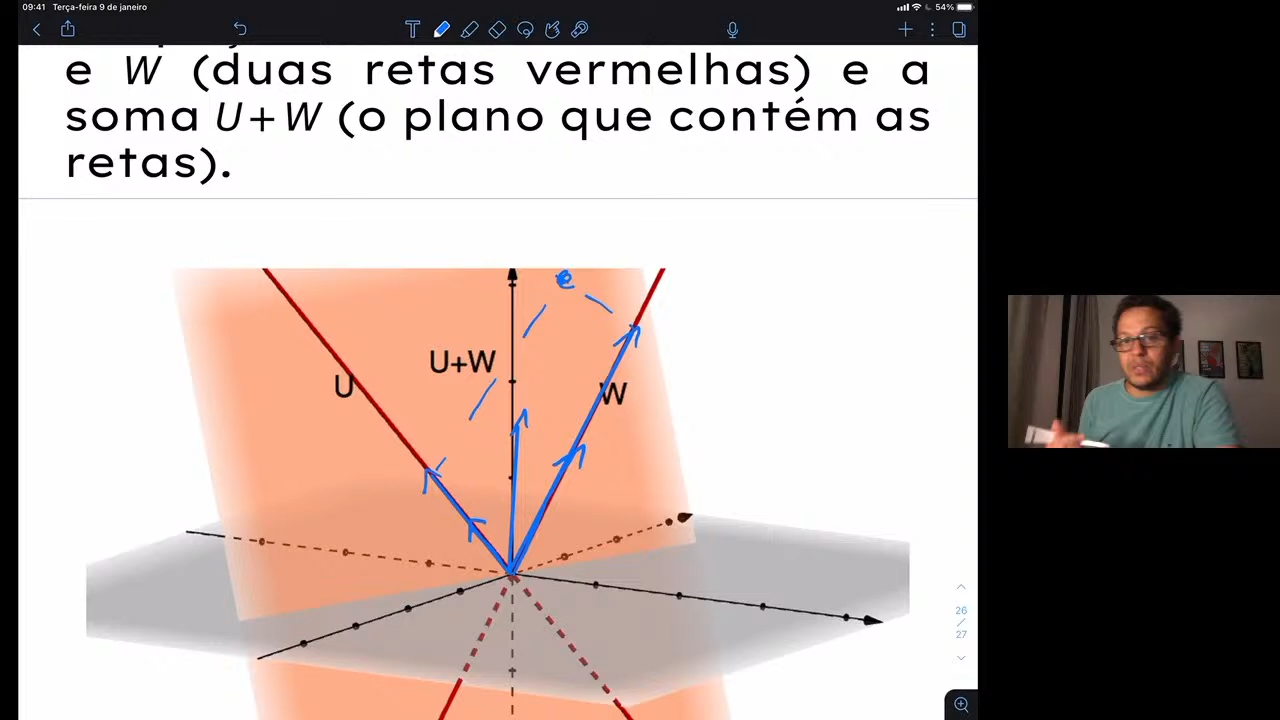 09:41 Terça-feira 9 de janeiro
54%
T
e W (duas retas vermelhas) e a
soma U+W (o plano que contém as
retas).
U+W
U
W
26
/
27